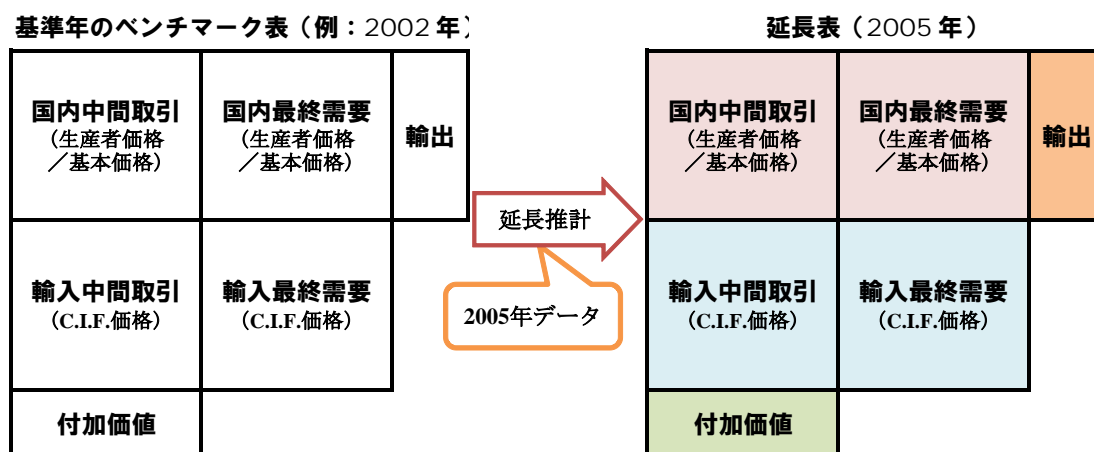 基準年のベンチマーク表（例：2002年）
国内中間取引
（生産者価格
／基本価格）
国内最終需要
（生産者価格
／基本価格）
輸出
輸入中間取引
（C.I.F.価格）
輸入最終需要
（C.I.F.価格）
付加価値
延長推計
2005年データ
延長表（2005年）
国内中間取引
（生産者価格
／基本価格）
国内最終需要
（生産者価格
／基本価格）
輸出
輸入中間取引
（C.I.F.価格）
輸入最終需要
（C.I.F.価格）
付加価値